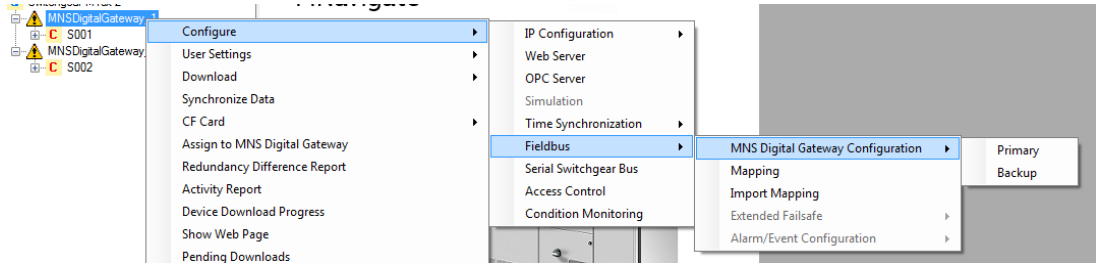 MNSDigitalGateway_1
S001
MNSDigitalGateway_
S002
Configure
User Settings
Download
Synchronize Data
CF Card
Assign to MNS Digital Gateway
Redundancy Difference Report
Activity Report
Device Download Progress
Show Web Page
Pending Downloads
IP Configuration
Web Server
OPC Server
Simulation
Time Synchronization
Fieldbus
Serial Switchgear Bus
Access Control
Condition Monitoring
MNS Digital Gateway Configuration
Mapping
Import Mapping
Extended Failsafe
Alarm/Event Configuration
Primary
Backup